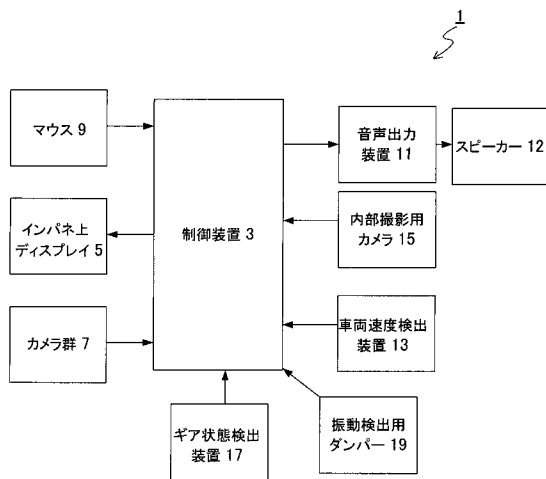 1
マウス 9
インパネ上
ディスプレイ 5
カメラ群 7
制御装置 3
音声出力
装置 11
スピーカー 12
内部撮影用
カメラ 15
車両速度検出
装置 13
ギア状態検出
装置 17
振動検出用
ダンパー 19